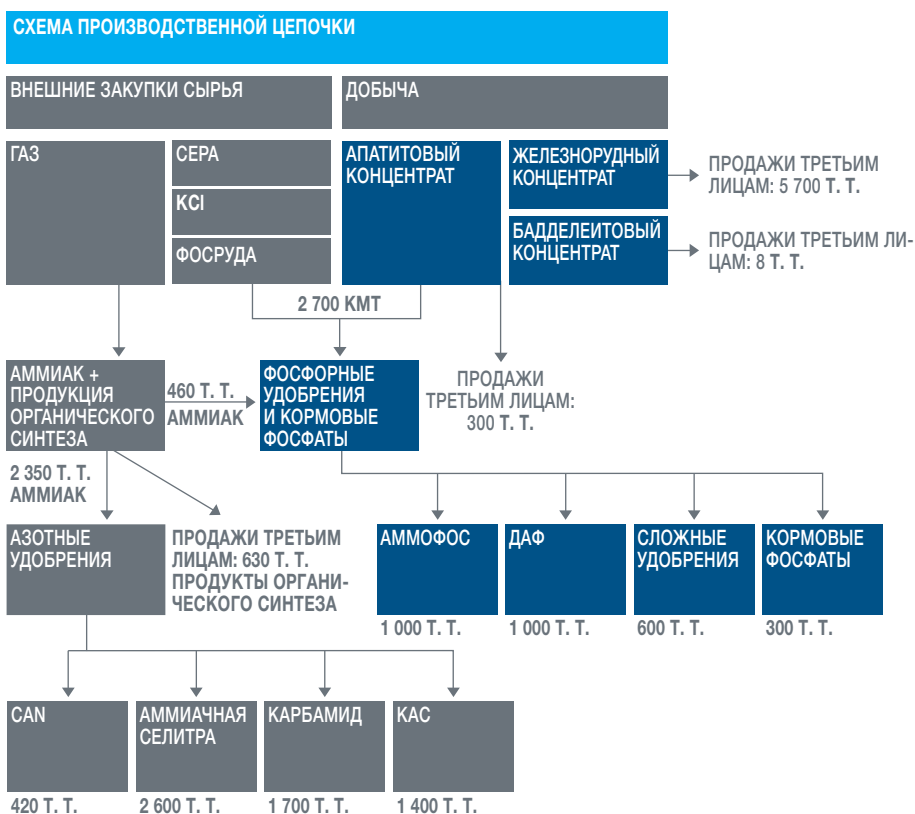 СХЕМА ПРОИЗВОДСТВЕННОЙ ЦЕПОЧКИ
ВНЕШНИЕ ЗАКУПКИ СЫРЬЯ
ДОБЫЧА
ГАЗ
СЕРА
KCl
ФОСРУДА
АПАТИТОВЫЙ
КОНЦЕНТРАТ
ЖЕЛЕЗНОРУДНЫЙ
КОНЦЕНТРАТ
ПРОДАЖИ ТРЕТЬИМ
ЛИЦАМ: 5 700 Т. Т.
БАДДЕЛЕИТОВЫЙ
КОНЦЕНТРАТ
ПРОДАЖИ ТРЕТЬИМ ЛИ-
ЦАМ: 8 Т. Т.
2 700 КМТ
АММИАК +
ПРОДУКЦИЯ
ОРГАНИЧЕСКОГО
СИНТЕЗА
460 Т. Т.
АММИАК
ФОСФОРНЫЕ
УДОБРЕНИЯ
И КОРМОВЫЕ
ФОСФАТЫ
ПРОДАЖИ
ТРЕТЬИМ ЛИЦАМ:
300 Т. Т.
2 350 Т. Т.
АММИАК
АЗОТНЫЕ
УДОБРЕНИЯ
ПРОДАЖИ ТРЕТЬИМ
ЛИЦАМ: 630 Т. Т.
ПРОДУКТЫ ОРГАНИ-
ЧЕСКОГО СИНТЕЗА
АММОФОС
1 000 Т. Т.
ДАФ
1 000 Т. Т.
СЛОЖНЫЕ
УДОБРЕНИЯ
600 Т. Т.
КОРМОВЫЕ
ФОСФАТЫ
300 Т. Т.
CAN
420 Т. Т.
АММИАЧНАЯ
СЕЛИТРА
2 600 Т. Т.
КАРБАМИД
1 700 Т. Т.
КАС
1 400 Т. Т.